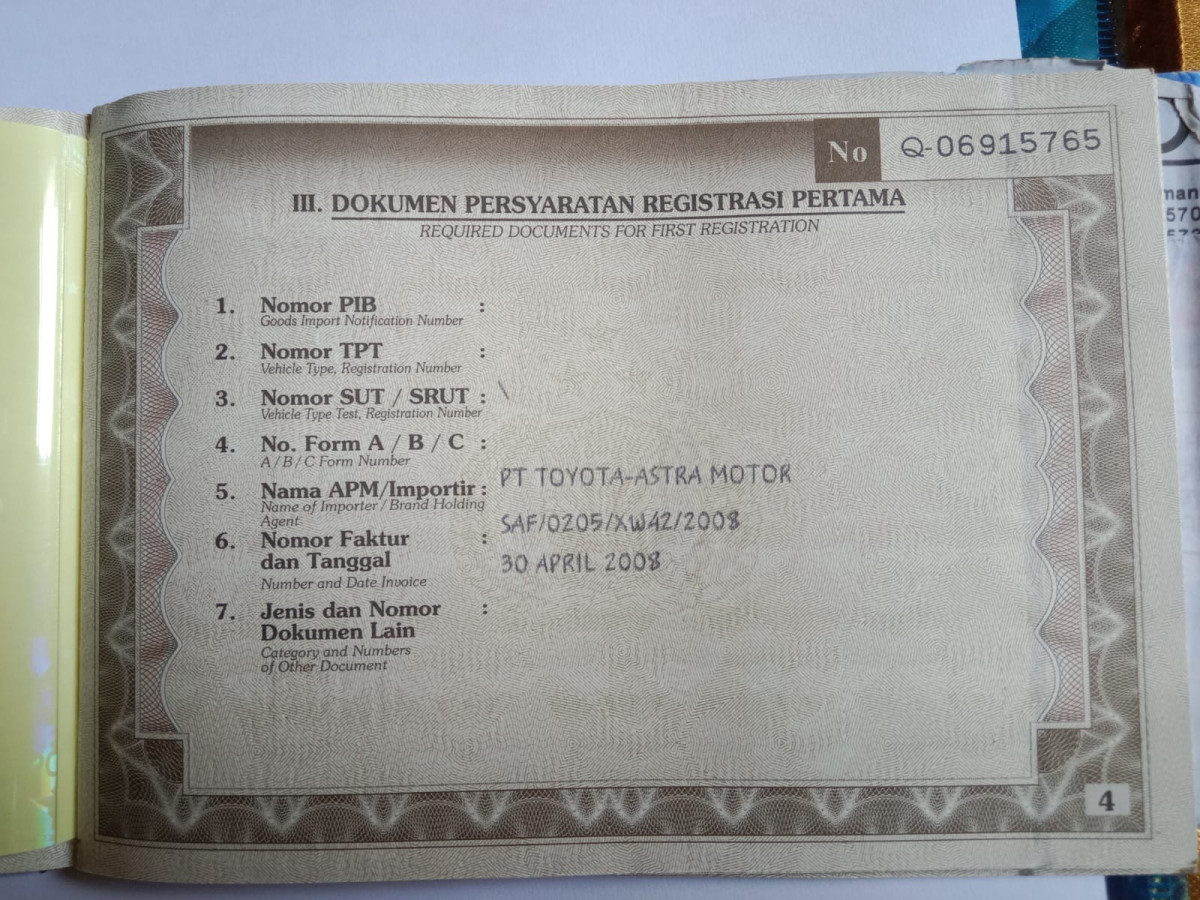 No Q-06915765
III. DOKUMEN PERSYARATAN REGISTRASI PERTAMA
REQUIRED DOCUMENTS FOR FIRST REGISTRATION
1. Nomor PIB :
Goods Import Notification Number
2. Nomor TPT :
Vehicle Type, Registration Number
3. Nomor SUT / SRUT : \
Vehicle Type Test, Registration Number
4. No. Form A / B / C :
A / B / C Form Number
5. Nama APM/Importir : PT TOYOTA-ASTRA MOTOR
Name of Importer / Brand Holding
Agent
6. Nomor Faktur : SAF/0205/XW42/2008
dan Tanggal 30 APRIL 2008
Number and Date Invoice
7. Jenis dan Nomor :
Dokumen Lain
Category and Numbers
of Other Document
4
man
570